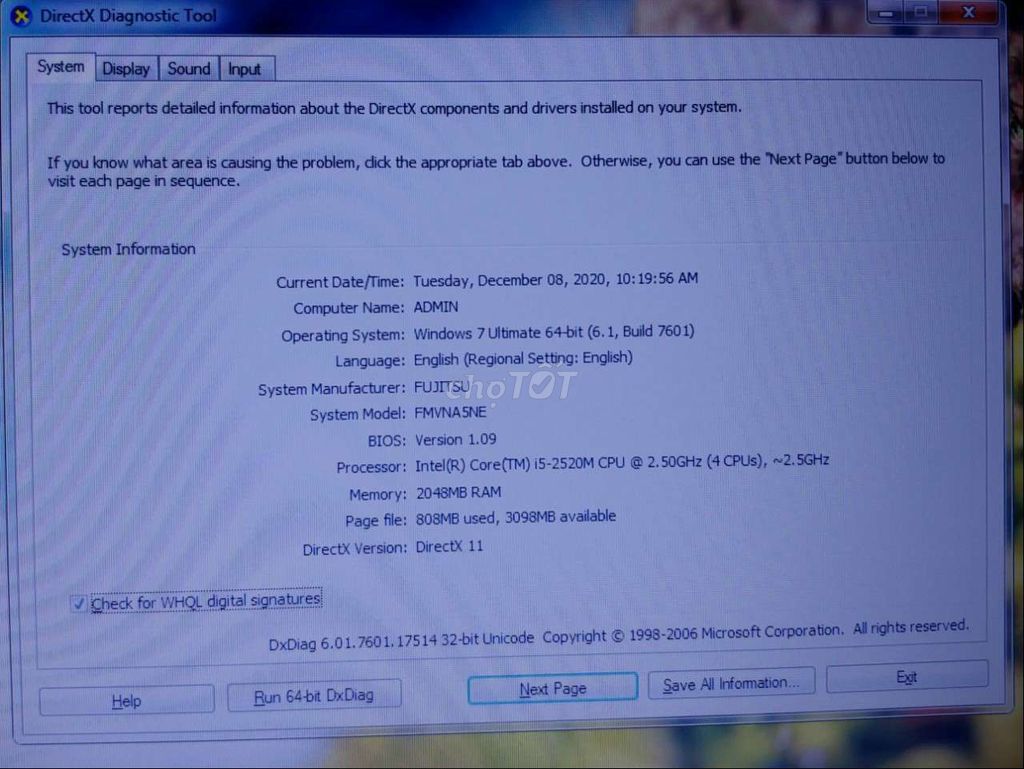 DirectX Diagnostic Tool
System Display Sound Input
This tool reports detailed information about the DirectX components and drivers installed on your system.
If you know what area is causing the problem, click the appropriate tab above. Otherwise, you can use the "Next Page" button below to
visit each page in sequence.
System Information
Current Date/Time: Tuesday, December 08, 2020, 10:19:56 AM
Computer Name: ADMIN
Operating System: Windows 7 Ultimate 64-bit (6.1, Build 7601)
Language: English (Regional Setting: English)
System Manufacturer: FUJITSU
chợTỐT
System Model: FMVNA5NE
BIOS: Version 1.09
Processor: Intel(R) Core(TM) i5-2520M CPU @ 2.50GHz (4 CPUs), ~2.5GHz
Memory: 2048MB RAM
Page file: 808MB used, 3098MB available
DirectX Version: DirectX 11
Check for WHQL digital signatures
DxDiag 6.01.7601.17514 32-bit Unicode Copyright © 1998-2006 Microsoft Corporation. All rights reserved.
Help Run 64-bit DxDiag Next Page Save All Information... Exit